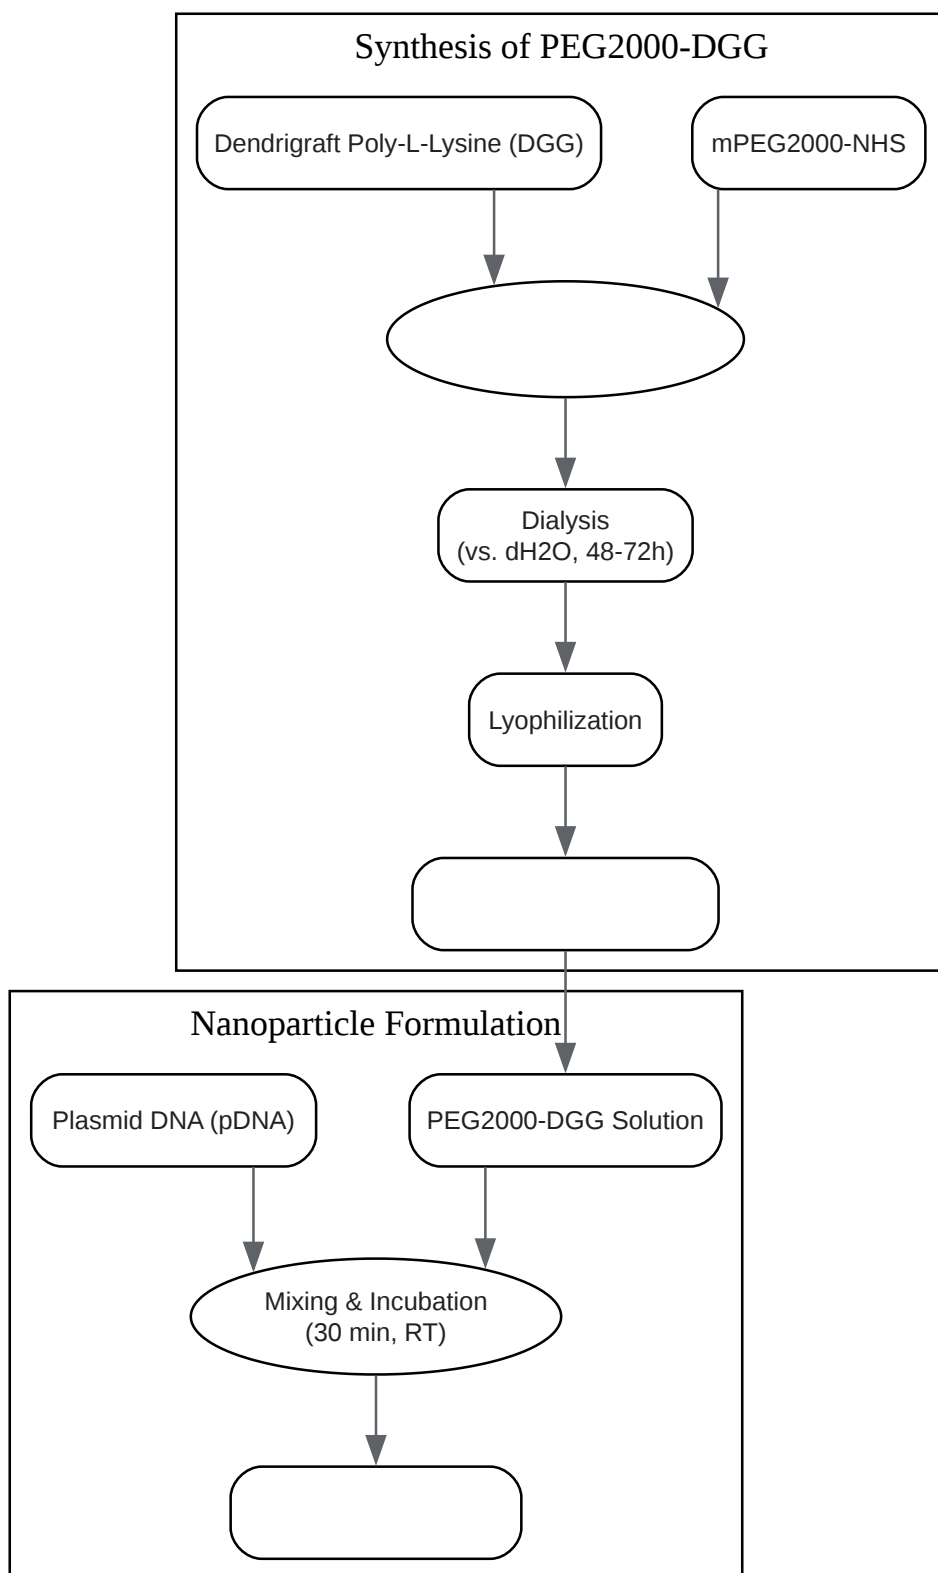 Synthesis of PEG2000-DGG
Dendrigraft Poly-L-Lysine (DGG)
mPEG2000-NHS
Dialysis
(vs. dH2O, 48-72h)
Lyophilization
Nanoparticle Formulation
Plasmid DNA (pDNA)
PEG2000-DGG Solution
Mixing & Incubation
(30 min, RT)